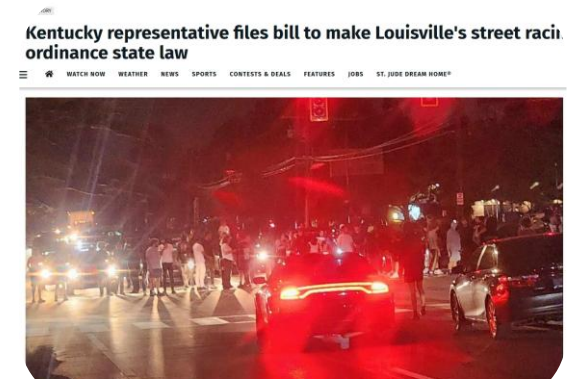 Kentucky representative files bill to make Louisville's street racin
ordinance state law
WATCH NOW WEATHER NEWS SPORTS CONTESTS & DEALS FEATURES JOBS ST. JUDE DREAM HOME®